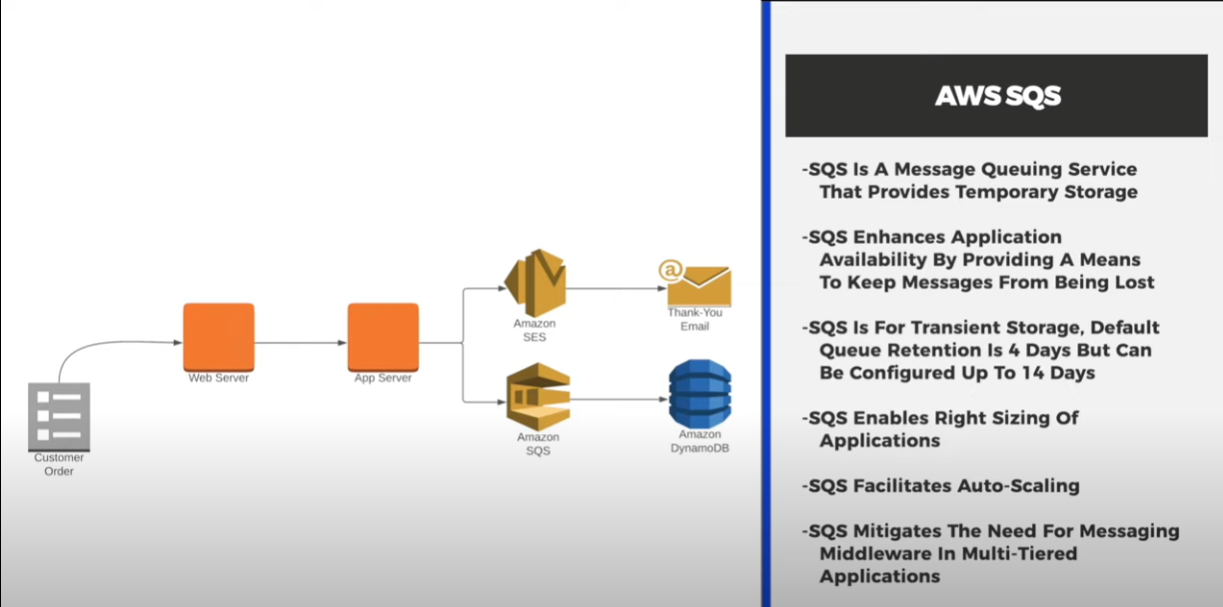 Customer
Order
Web Server
App Server
Amazon
SES
@
Thank-You
Email
Amazon
SQS
Amazon
DynamoDB
AWS SQS
-SQS Is A Message Queuing Service
That Provides Temporary Storage
-SQS Enhances Application
Availability By Providing A Means
To Keep Messages From Being Lost
-SQS Is For Transient Storage, Default
Queue Retention Is 4 Days But Can
Be Configured Up To 14 Days
-SQS Enables Right Sizing Of
Applications
-SQS Facilitates Auto-Scaling
-SQS Mitigates The Need For Messaging
Middleware In Multi-Tiered
Applications